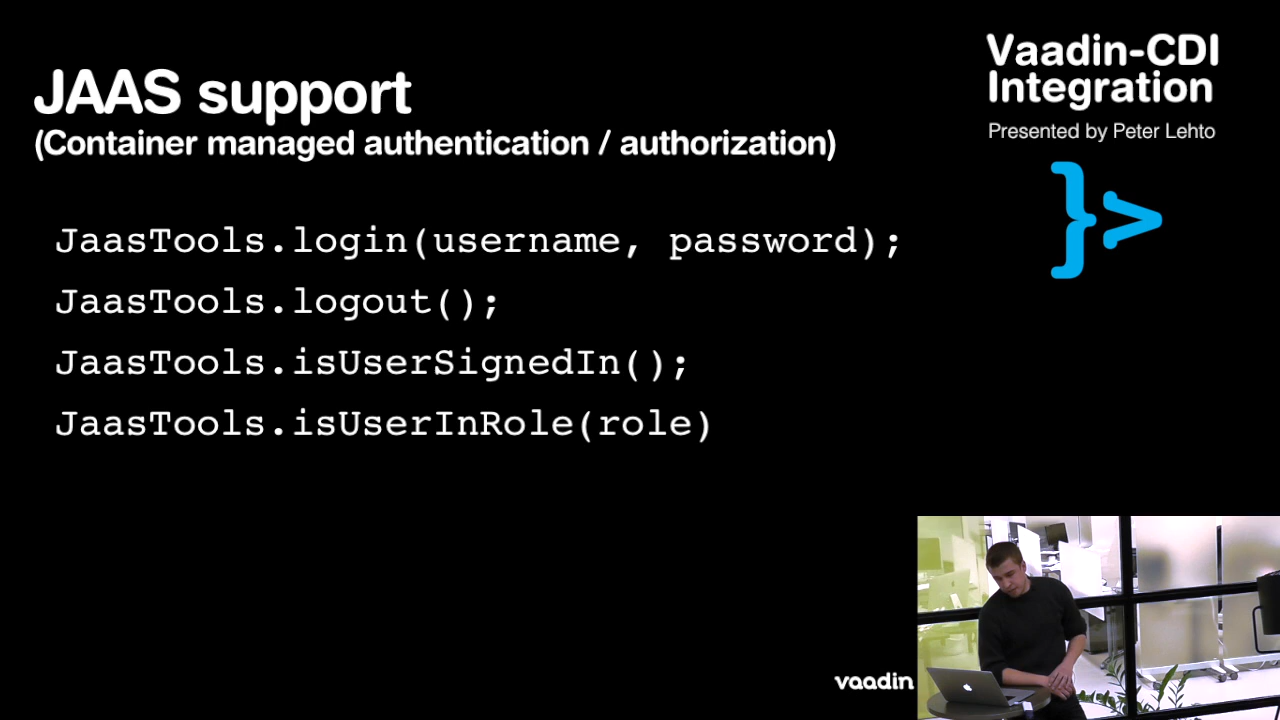 JAAS support
(Container managed authentication / authorization)
JaasTools.login(username, password);
JaasTools.logout();
JaasTools.isUserSignedIn();
JaasTools.isUserInRole(role)
Vaadin-CDI
Integration
Presented by Peter Lehto
}>
vaadin